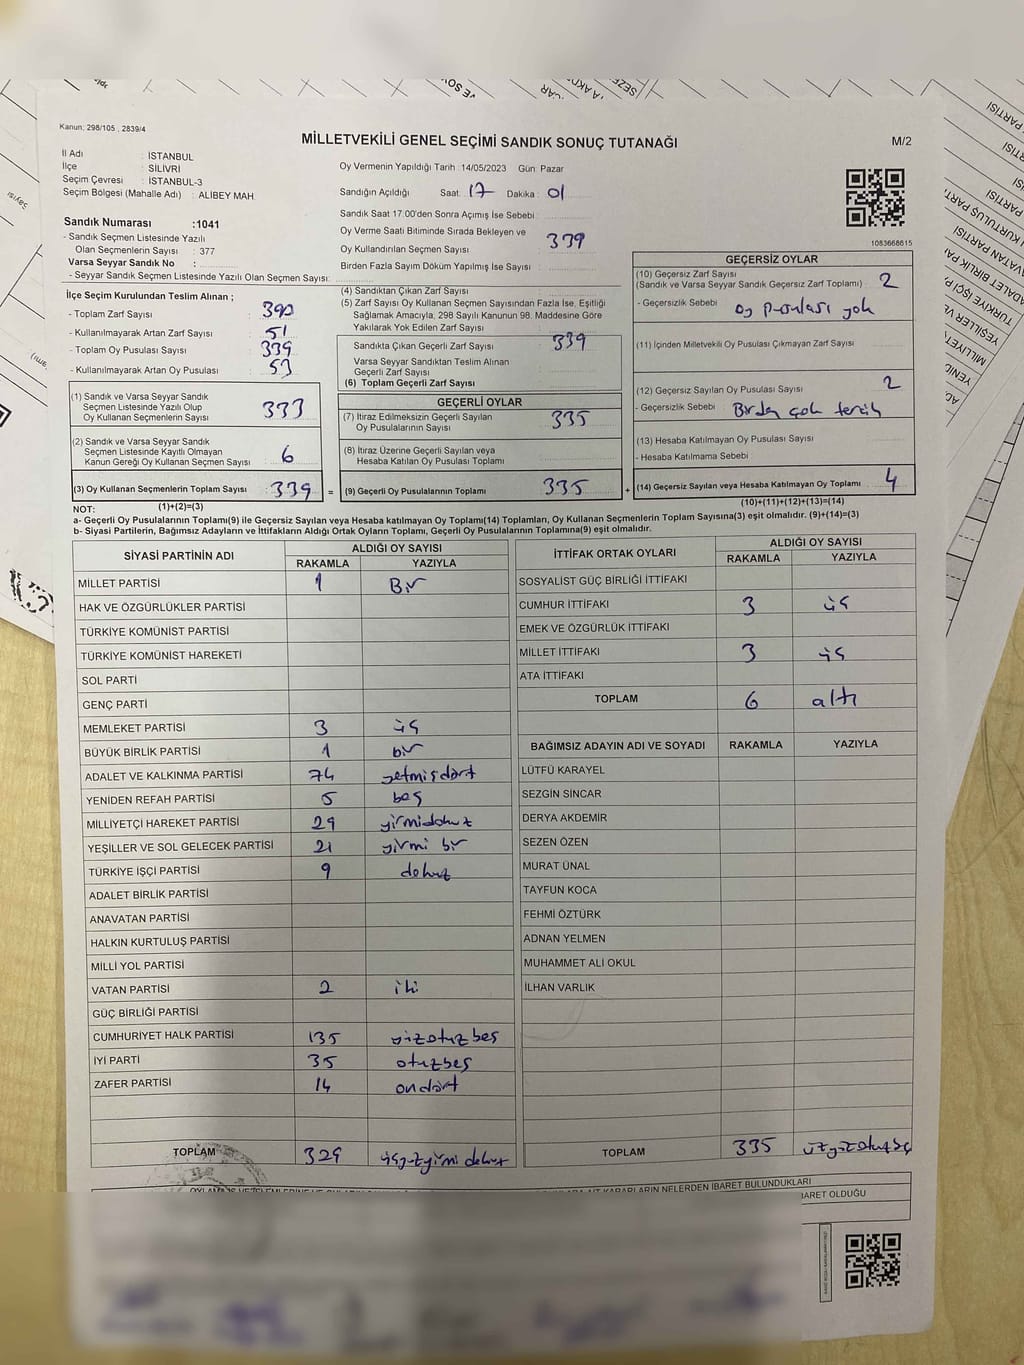 Kanun; 298/105 , 2839/4
MİLLETVEKİLİ GENEL SEÇİMİ SANDIK SONUÇ TUTANAĞI
M/2
İl Adı : İSTANBUL
İlçe : SİLİVRİ
Seçim Çevresi : İSTANBUL-3
Seçim Bölgesi (Mahalle Adı) : ALİBEY MAH.
Oy Vermenin Yapıldığı Tarih : 14/05/2023 Gün: Pazar
Sandığın Açıldığı Saat: 17 Dakika : 01
Sandık Saat 17:00'den Sonra Açımış İse Sebebi :
Oy Verme Saati Bitiminde Sırada Bekleyen ve
Oy Kullandırılan Seçmen Sayısı : 339
Birden Fazla Sayım Döküm Yapılmış İse Sayısı :
1083668615
Sandık Numarası :1041
- Sandık Seçmen Listesinde Yazılı
Olan Seçmenlerin Sayısı : 377
Varsa Seyyar Sandık No :
- Seyyar Sandık Seçmen Listesinde Yazılı Olan Seçmen Sayısı:
İlçe Seçim Kurulundan Teslim Alınan ;
- Toplam Zarf Sayısı : 390
- Kullanılmayarak Artan Zarf Sayısı : 51
- Toplam Oy Pusulası Sayısı : 339
- Kullanılmayarak Artan Oy Pusulası : 53
(1) Sandık ve Varsa Seyyar Sandık
Seçmen Listesinde Yazılı Olup
Oy Kullanan Seçmenlerin Sayısı : 333
(2) Sandık ve Varsa Seyyar Sandık
Seçmen Listesinde Kayıtlı Olmayan
Kanun Gereği Oy Kullanan Seçmen Sayısı : 6
(3) Oy Kullanan Seçmenlerin Toplam Sayısı : 339 =
(4) Sandıktan Çıkan Zarf Sayısı :
(5) Zarf Sayısı Oy Kullanan Seçmen Sayısından Fazla İse, Eşitliği
Sağlamak Amacıyla, 298 Sayılı Kanunun 98. Maddesine Göre
Yakılarak Yok Edilen Zarf Sayısı :
Sandıkta Çıkan Geçerli Zarf Sayısı : 339
Varsa Seyyar Sandıktan Teslim Alınan
Geçerli Zarf Sayısı :
(6) Toplam Geçerli Zarf Sayısı :
GEÇERLİ OYLAR
(7) İtiraz Edilmeksizin Geçerli Sayılan
Oy Pusulalarının Sayısı : 335
(8) İtiraz Üzerine Geçerli Sayılan veya
Hesaba Katılan Oy Pusulası Toplamı :
(9) Geçerli Oy Pusulalarının Toplamı : 335 +
GEÇERSİZ OYLAR
(10) Geçersiz Zarf Sayısı : 2
(Sandık ve Varsa Seyyar Sandık Geçersiz Zarf Toplamı)
- Geçersizlik Sebebi : oy pusulası yok
(11) İçinden Milletvekili Oy Pusulası Çıkmayan Zarf Sayısı :
(12) Geçersiz Sayılan Oy Pusulası Sayısı : 2
- Geçersizlik Sebebi : Birden çok tercih
(13) Hesaba Katılmayan Oy Pusulası Sayısı :
- Hesaba Katılmama Sebebi :
(14) Geçersiz Sayılan veya Hesaba Katılmayan Oy Toplamı : 4
(10)+(11)+(12)+(13)=(14)
NOT: (1)+(2)=(3)
a- Geçerli Oy Pusulalarının Toplamı(9) ile Geçersiz Sayılan veya Hesaba Katılmayan Oy Toplamı(14) Toplamları, Oy Kullanan Seçmenlerin Toplam Sayısına(3) eşit olmalıdır. (9)+(14)=(3)
b- Siyasi Partilerin, Bağımsız Adayların ve İttifakların Aldığı Ortak Oyların Toplamı, Geçerli Oy Pusulalarının Toplamına(9) eşit olmalıdır.
SİYASİ PARTİNİN ADI ALDIĞI OY SAYISI
RAKAMLA YAZIYLA
MİLLET PARTİSİ 1 Bir
HAK VE ÖZGÜRLÜKLER PARTİSİ
TÜRKİYE KOMÜNİST PARTİSİ
TÜRKİYE KOMÜNİST HAREKETİ
SOL PARTİ
GENÇ PARTİ
MEMLEKET PARTİSİ 3 üç
BÜYÜK BİRLİK PARTİSİ 1 bir
ADALET VE KALKINMA PARTİSİ 74 yetmişdört
YENİDEN REFAH PARTİSİ 5 beş
MİLLİYETÇİ HAREKET PARTİSİ 29 yirmidokuz
YEŞİLLER VE SOL GELECEK PARTİSİ 21 yirmi bir
TÜRKİYE İŞÇİ PARTİSİ 9 dokuz
ADALET BİRLİK PARTİSİ
ANAVATAN PARTİSİ
HALKIN KURTULUŞ PARTİSİ
MİLLİ YOL PARTİSİ
VATAN PARTİSİ 2 iki
GÜÇ BİRLİĞİ PARTİSİ
CUMHURİYET HALK PARTİSİ 135 yüzotuzbeş
İYİ PARTİ 35 otuzbeş
ZAFER PARTİSİ 14 ondört
TOPLAM 329 üçyüzyirmi dokuz
İTTİFAK ORTAK OYLARI ALDIĞI OY SAYISI
RAKAMLA YAZIYLA
SOSYALİST GÜÇ BİRLİĞİ İTTİFAKI
CUMHUR İTTİFAKI 3 üç
EMEK VE ÖZGÜRLÜK İTTİFAKI
MİLLET İTTİFAKI 3 üç
ATA İTTİFAKI
TOPLAM 6 altı
BAĞIMSIZ ADAYIN ADI VE SOYADI RAKAMLA YAZIYLA
LÜTFÜ KARAYEL
SEZGİN SİNCAR
DERYA AKDEMİR
SEZEN ÖZEN
MURAT ÜNAL
TAYFUN KOCA
FEHMİ ÖZTÜRK
ADNAN YELMEN
MUHAMMET ALİ OKUL
İLHAN VARLIK
TOPLAM 335 üçyüzotuzbeş
KARARLARIN NELERDEN İBARET BULUNDUKLARI
İBARET OLDUĞU